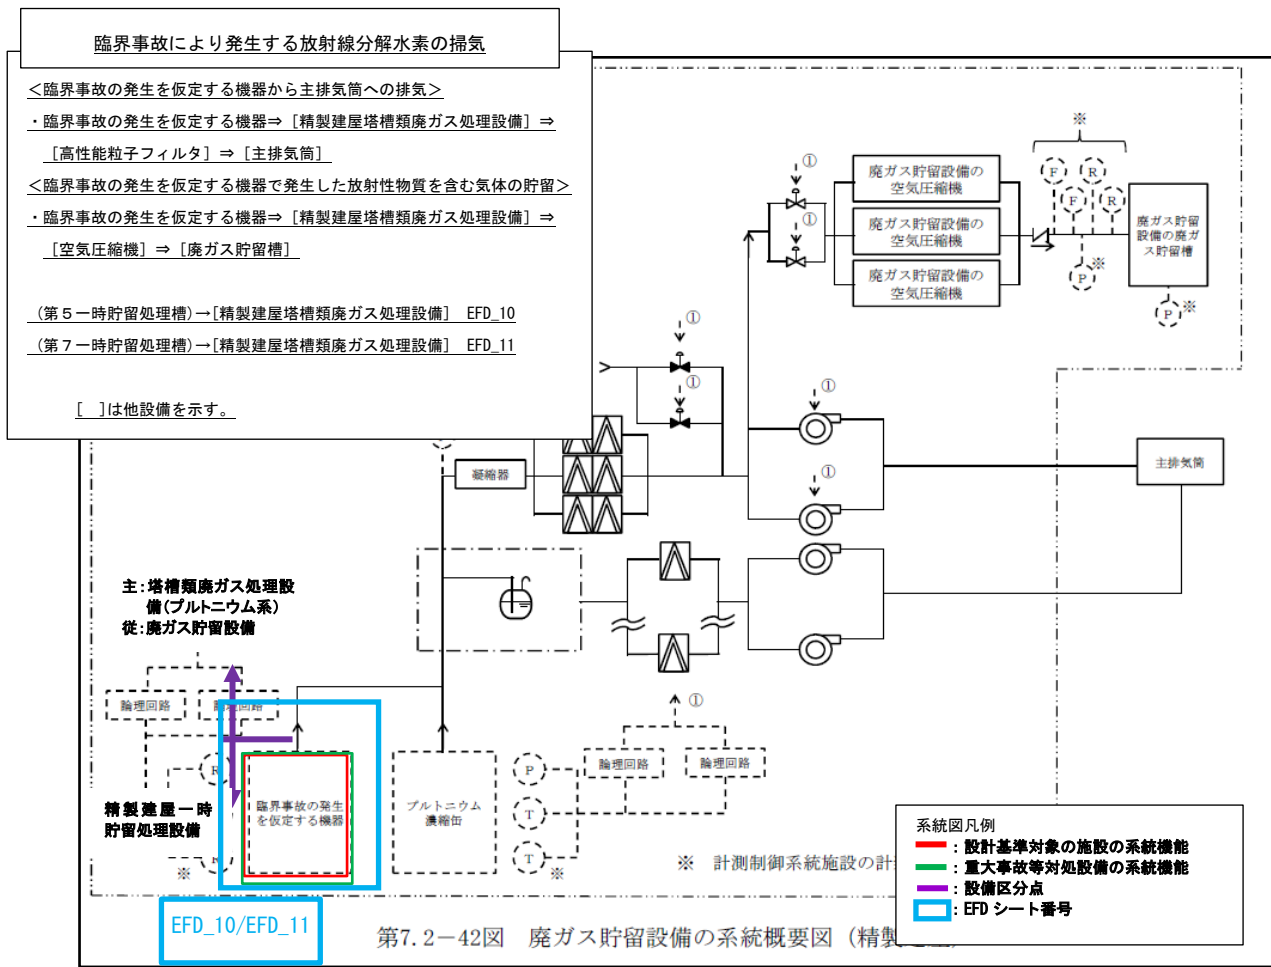 臨界事故により発生する放射線分解水素の掃気
＜臨界事故の発生を仮定する機器から主排気筒への排気＞
・臨界事故の発生を仮定する機器⇒［精製建屋塔槽類廃ガス処理設備］⇒
［高性能粒子フィルタ］⇒［主排気筒］
＜臨界事故の発生を仮定する機器で発生した放射性物質を含む気体の貯留＞
・臨界事故の発生を仮定する機器⇒［精製建屋塔槽類廃ガス処理設備］⇒
［空気圧縮機］⇒［廃ガス貯留槽］
(第５一時貯留処理槽)→[精製建屋塔槽類廃ガス処理設備]　EFD_10
(第７一時貯留処理槽)→[精製建屋塔槽類廃ガス処理設備]　EFD_11
[　]は他設備を示す。
※
①
①
廃ガス貯留設備の
空気圧縮機
廃ガス貯留設備の
空気圧縮機
廃ガス貯留設備の
空気圧縮機
F
R
F
R
P
※
廃ガス貯留
設備の廃ガ
ス貯留槽
P
※
①
①
①
①
凝縮器
主排気筒
主：塔槽類廃ガス処理設
備(プルトニウム系)
従：廃ガス貯留設備
論理回路
論理回路
R
精製建屋一時
貯留処理設備
R
※
臨界事故の発生
を仮定する機器
プルトニウム
濃縮缶
P
T
T
※
①
論理回路
論理回路
※　計測制御系統施設の計
系統図凡例
：設計基準対象の施設の系統機能
：重大事故等対処設備の系統機能
：設備区分点
：EFDシート番号
EFD_10/EFD_11
第7.2－42図　廃ガス貯留設備の系統概要図（精製